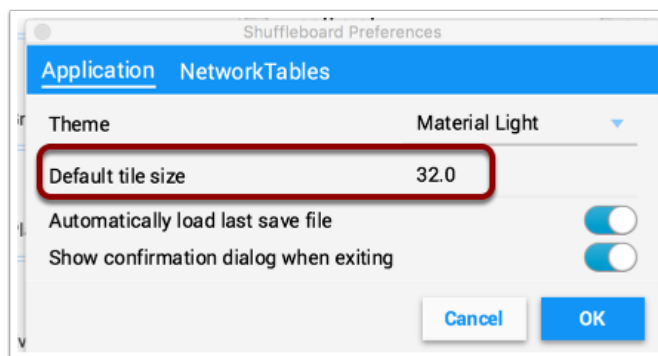 Shuffleboard Preferences
Application NetworkTables
Theme Material Light
Default tile size 32.0
Automatically load last save file
Show confirmation dialog when exiting
Cancel OK